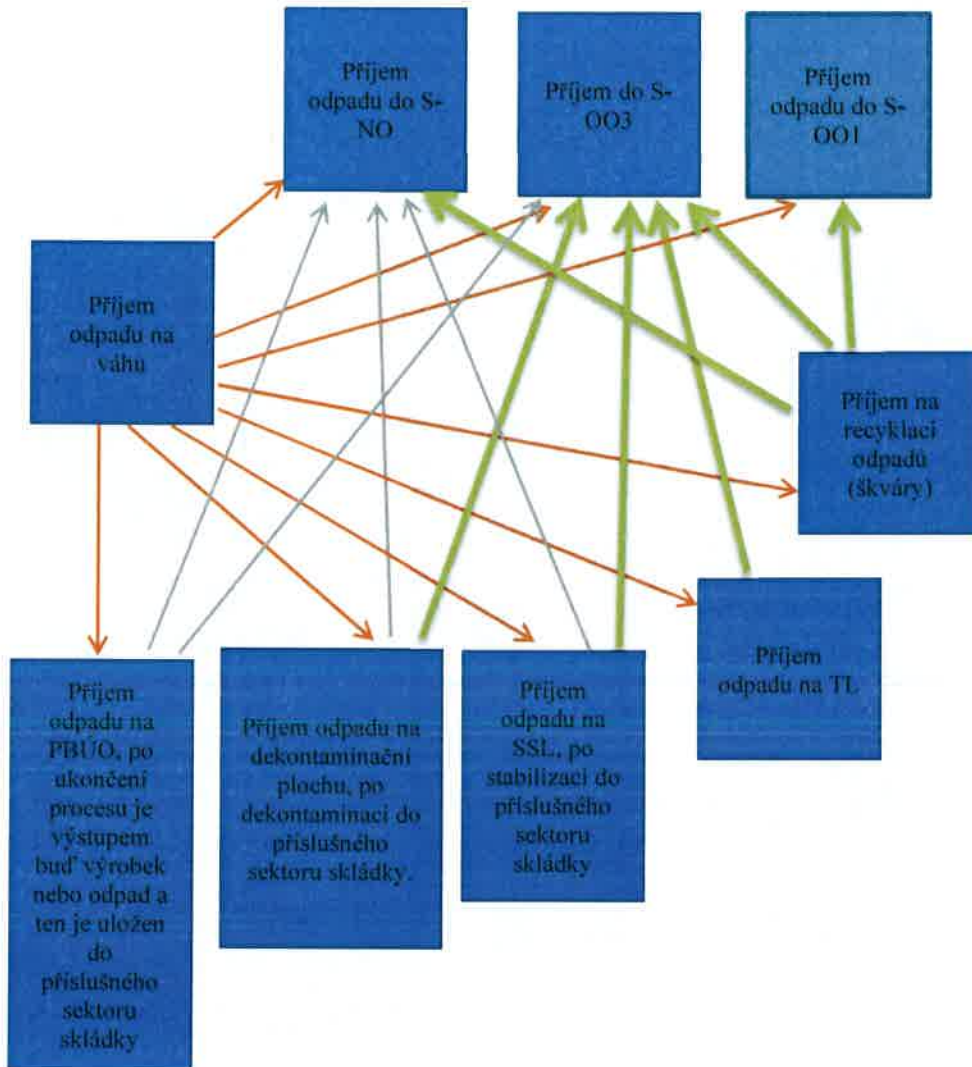 Příjem
odpadu do S-
NO
Příjem do S-
OO3
Příjem
odpadu do S-
OO1
Příjem
odpadu na
váhu
Příjem na
recyklaci
odpadů
(škváry)
Příjem
odpadu na TL
Příjem
odpadu na
PBÚO, po
ukončení
procesu je
výstupem
buď výrobek
nebo odpad a
ten je uložen
do
příslušného
sektoru
skládky
Příjem odpadu na
dekontaminační
plochu, po
dekontaminaci do
příslušného
sektoru skládky.
Příjem
odpadu na
SSL, po
stabilizaci do
příslušného
sektoru
skládky